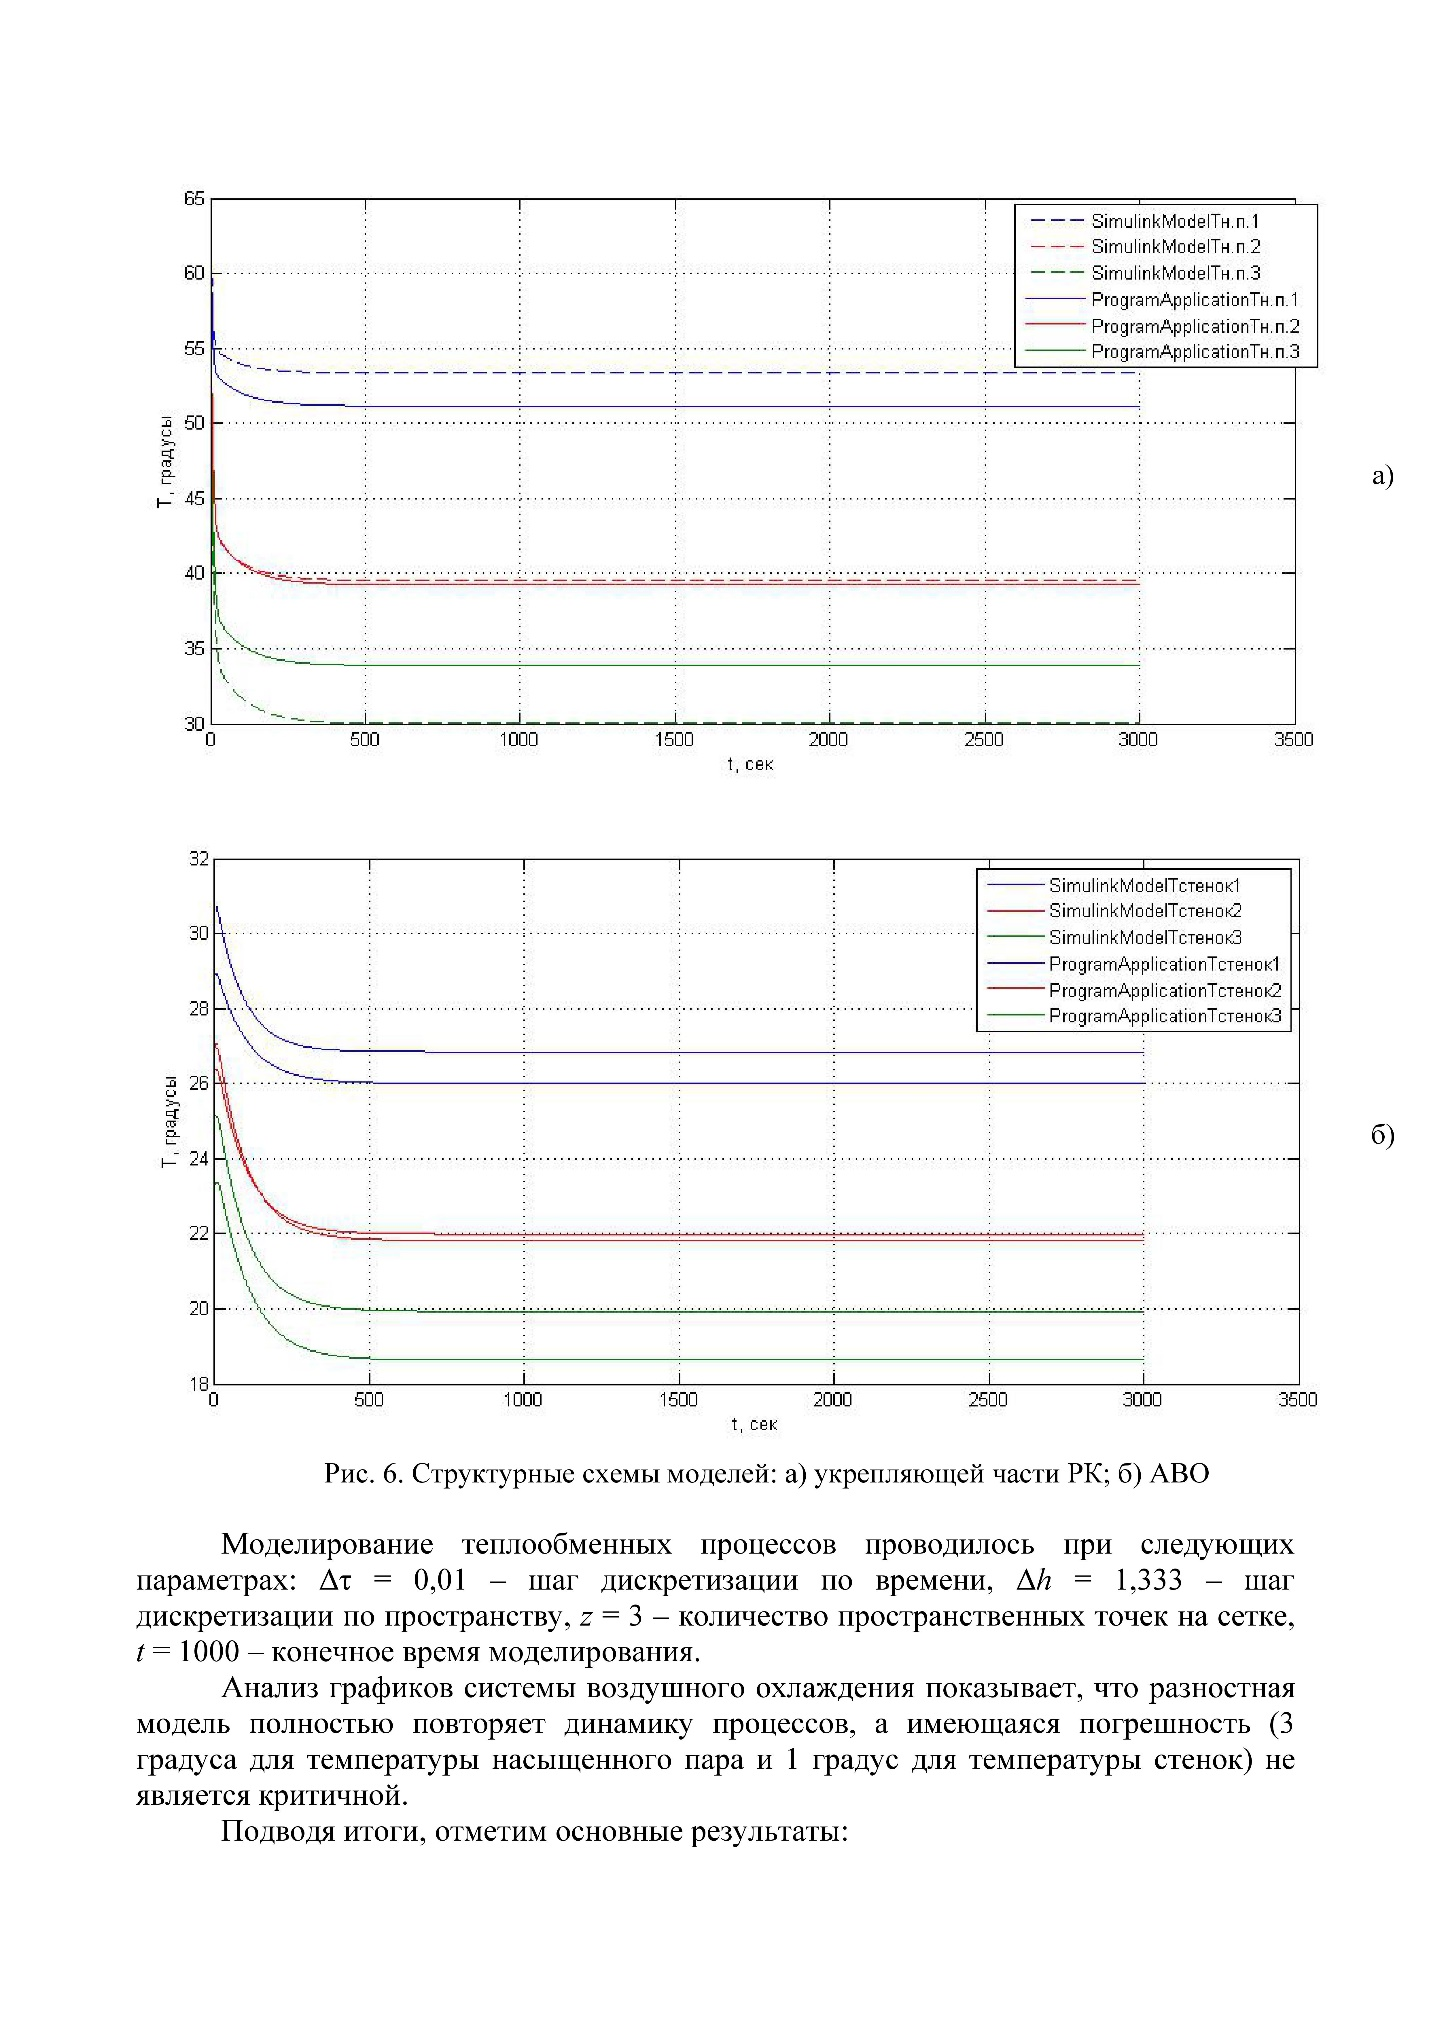 65
60
55
50
45
40
35
30
T, градусы
SimulinkModelTн.п.1
SimulinkModelTн.п.2
SimulinkModelTн.п.3
ProgramApplicationTн.п.1
ProgramApplicationTн.п.2
ProgramApplicationTн.п.3
0 500 1000 1500 2000 2500 3000 3500
t, сек
а)
32
30
28
26
24
22
20
18
T, градусы
SimulinkModelTстенок1
SimulinkModelTстенок2
SimulinkModelTстенок3
ProgramApplicationTстенок1
ProgramApplicationTстенок2
ProgramApplicationTстенок3
0 500 1000 1500 2000 2500 3000 3500
t, сек
б)
Рис. 6. Структурные схемы моделей: а) укрепляющей части РК; б) АВО
Моделирование теплообменных процессов проводилось при следующих
параметрах: Δτ = 0,01 – шаг дискретизации по времени, Δh = 1,333 – шаг
дискретизации по пространству, z = 3 – количество пространственных точек на сетке,
t = 1000 – конечное время моделирования.
Анализ графиков системы воздушного охлаждения показывает, что разностная
модель полностью повторяет динамику процессов, а имеющаяся погрешность (3
градуса для температуры насыщенного пара и 1 градус для температуры стенок) не
является критичной.
Подводя итоги, отметим основные результаты: